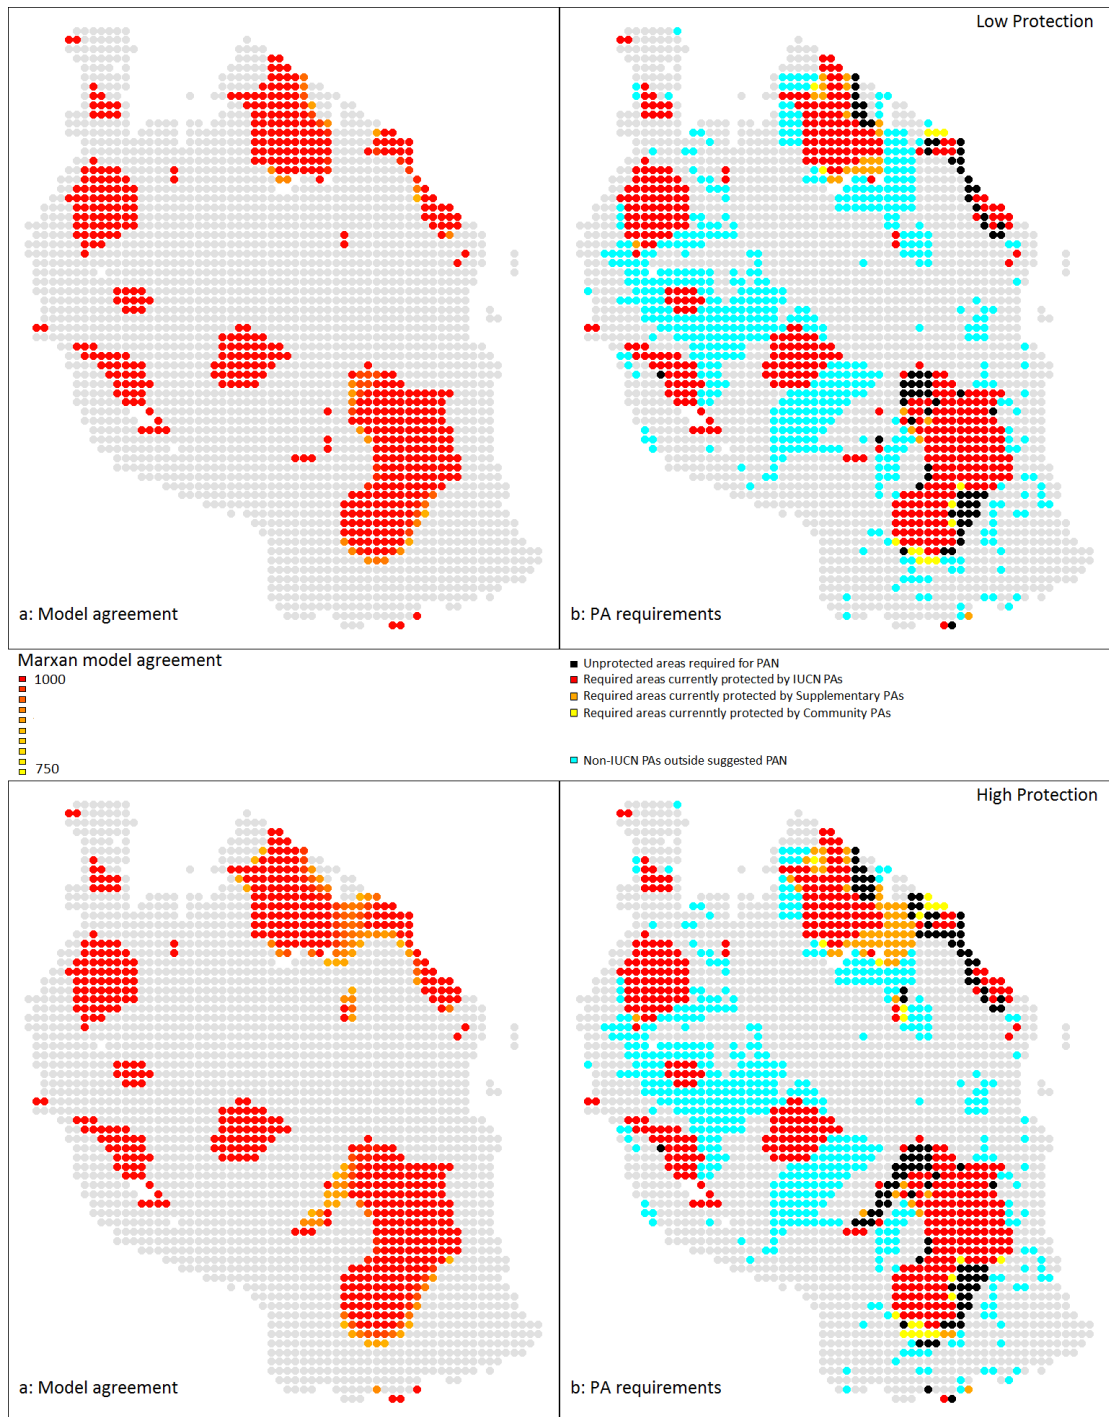 Low Protection
a: Model agreement
b: PA requirements
Marxan model agreement
1000
750
Unprotected areas required for PAN
Required areas currently protected by IUCN PAs
Required areas currently protected by Supplementary PAs
Required areas currenntly protected by Community PAs
Non-IUCN PAs outside suggested PAN
High Protection
a: Model agreement
b: PA requirements